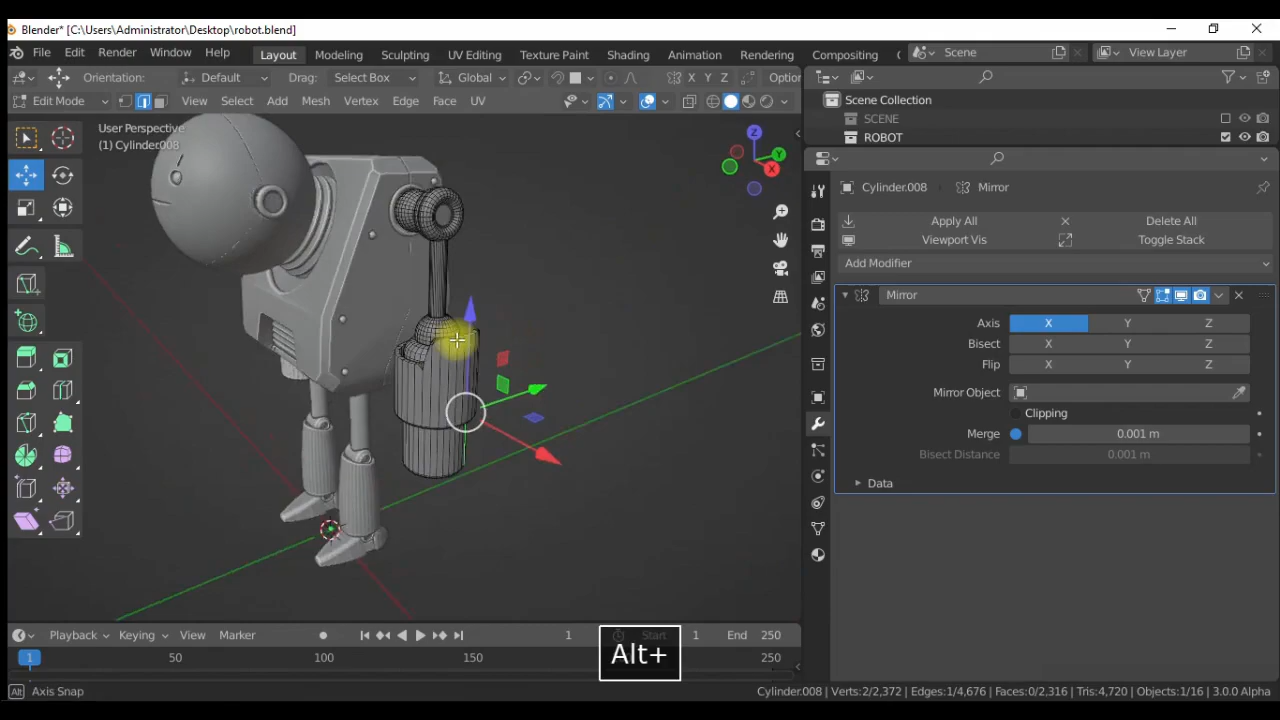 Blender* [C:\Users\Administrator\Desktop\robot.blend]
File Edit Render Window Help Layout Modeling Sculpting UV Editing Texture Paint Shading Animation Rendering Compositing Scene View Layer
Orientation: Default Drag: Select Box Global X Y Z Option
Edit Mode View Select Add Mesh Vertex Edge Face UV
Scene Collection
SCENE
ROBOT
User Perspective
(1) Cylinder.008
Z
Y
X
Cylinder.008 Mirror
Apply All Delete All
Viewport Vis Toggle Stack
Add Modifier
Mirror
Axis X Y Z
Bisect X Y Z
Flip X Y Z
Mirror Object
Clipping
Merge 0.001 m
Bisect Distance 0.001 m
Data
Playback Keying View Marker 1 Start 1 End 250
1 50 100 150 250
Alt+
Alt Axis Snap Cylinder.008 | Verts:2/2,372 | Edges:1/4,676 | Faces:0/2,316 | Tris:4,720 | Objects:1/16 | 3.0.0 Alpha